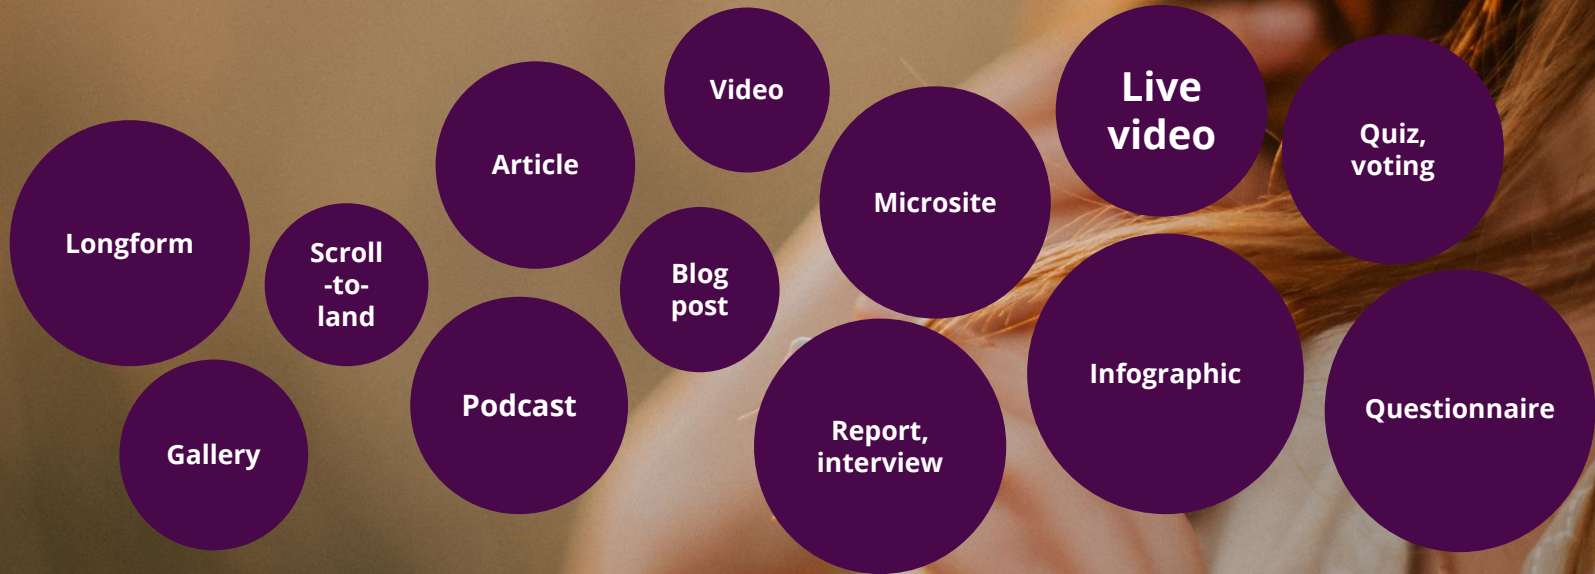 Longform
Scroll
-to-
land
Gallery
Article
Podcast
Video
Blog
post
Microsite
Report,
interview
Live
video
Infographic
Quiz,
voting
Questionnaire